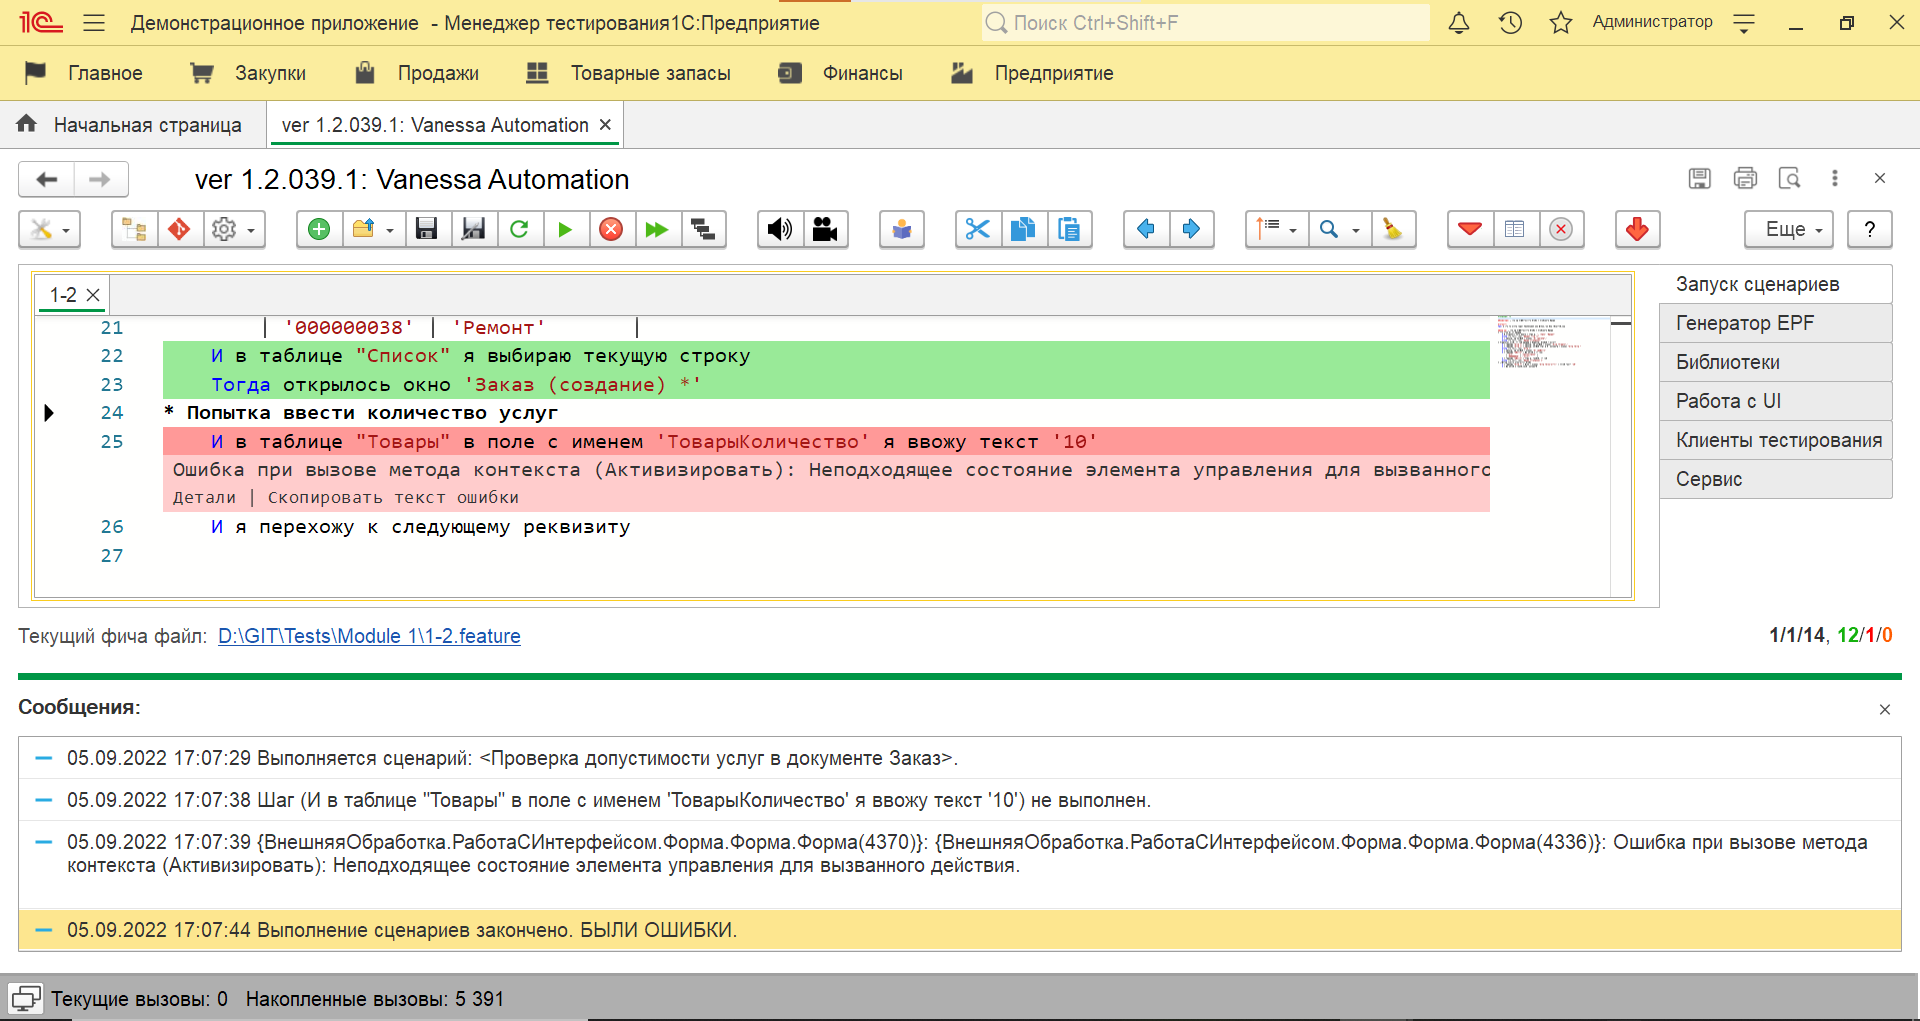 1С Демонстрационное приложение - Менеджер тестирования1С:Предприятие Поиск Ctrl+Shift+F Администратор
Главное Закупки Продажи Товарные запасы Финансы Предприятие
Начальная страница ver 1.2.039.1: Vanessa Automation
ver 1.2.039.1: Vanessa Automation
Еще ?
1-2
21 | '000000038' | 'Ремонт' |
22 И в таблице "Список" я выбираю текущую строку
23 Тогда открылось окно 'Заказ (создание) *'
24 * Попытка ввести количество услуг
25 И в таблице "Товары" в поле с именем 'ТоварыКоличество' я ввожу текст '10'
Ошибка при вызове метода контекста (Активизировать): Неподходящее состояние элемента управления для вызванного
Детали | Скопировать текст ошибки
26 И я перехожу к следующему реквизиту
27
Запуск сценариев
Генератор EPF
Библиотеки
Работа с UI
Клиенты тестирования
Сервис
Текущий фича файл: D:\GIT\Tests\Module 1\1-2.feature 1/1/14, 12/1/0
Сообщения:
05.09.2022 17:07:29 Выполняется сценарий: <Проверка допустимости услуг в документе Заказ>.
05.09.2022 17:07:38 Шаг (И в таблице "Товары" в поле с именем 'ТоварыКоличество' я ввожу текст '10') не выполнен.
05.09.2022 17:07:39 {ВнешняяОбработка.РаботаСИнтерфейсом.Форма.Форма.Форма(4370)}: {ВнешняяОбработка.РаботаСИнтерфейсом.Форма.Форма.Форма(4336)}: Ошибка при вызове метода
контекста (Активизировать): Неподходящее состояние элемента управления для вызванного действия.
05.09.2022 17:07:44 Выполнение сценариев закончено. БЫЛИ ОШИБКИ.
Текущие вызовы: 0 Накопленные вызовы: 5 391